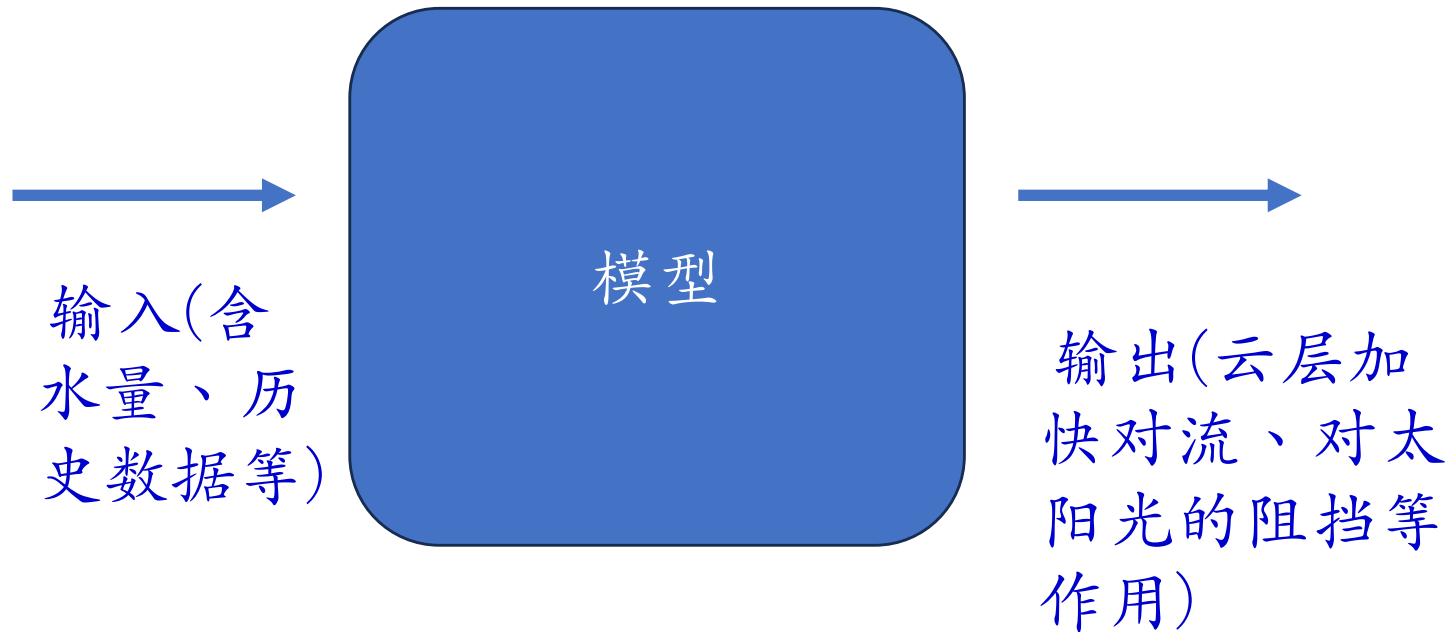 输入(含
水量、历
史数据等)
模型
输出(云层加
快对流、对太
阳光的阻挡等
作用)